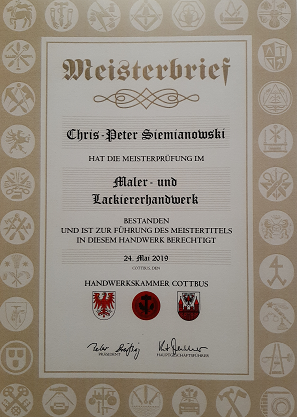 Meisterbrief
Chris-Peter Siemianowski
HAT DIE MEISTERPRÜFUNG IM
Maler- und
Lackiererhandwerk
BESTANDEN
UND IST ZUR FÜHRUNG DES MEISTERTITELS
IN DIESEM HANDWERK BERECHTIGT
24. Mai 2019
COTTBUS, DEN
HANDWERKSKAMMER COTTBUS
PRÄSIDENT HAUPTGESCHÄFTSFÜHRER